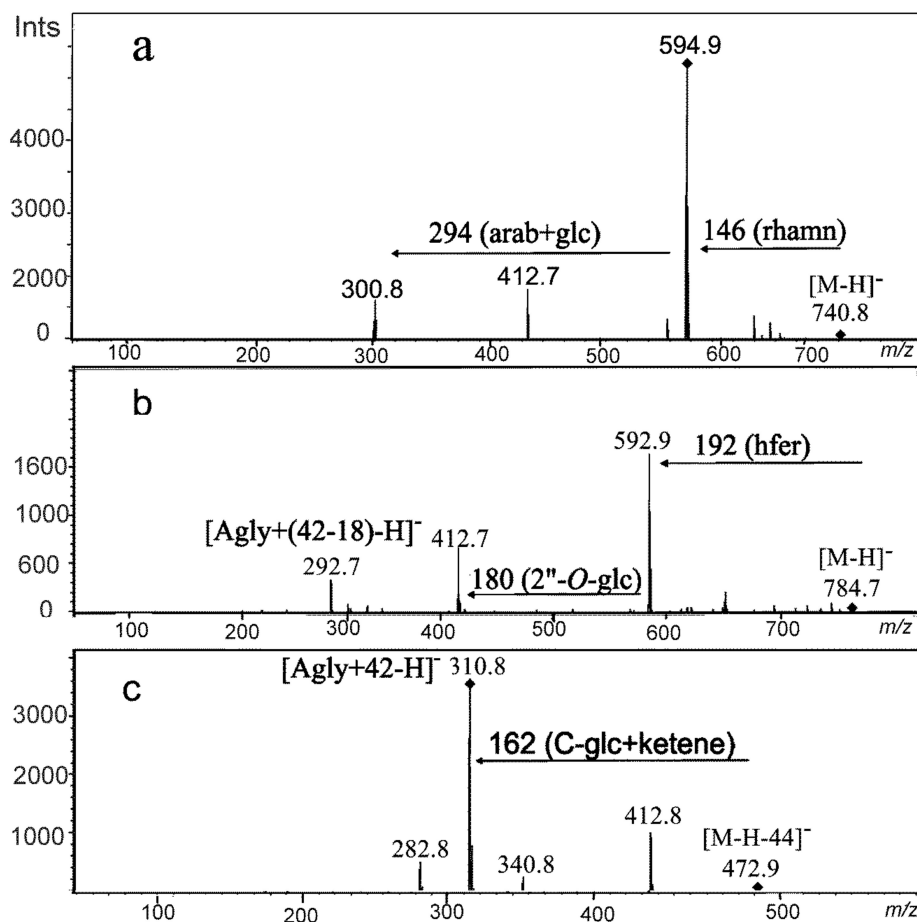 Ints
a
594.9
4000
3000
294 (arab+glc)
146 (rhamn)
2000
300.8
412.7
[M-H]⁻
740.8
0
100 200 300 400 500 600 700 m/z
b
592.9
192 (hfer)
1600
1000
[Agly+(42-18)-H]⁻
412.7
600
292.7
180 (2"-O-glc)
[M-H]⁻
784.7
0
100 200 300 400 500 600 700 m/z
c
[Agly+42-H]⁻ 310.8
3000
162 (C-glc+ketene)
2000
1000
412.8
[M-H-44]⁻
282.8
340.8
472.9
100 200 300 400 500 m/z